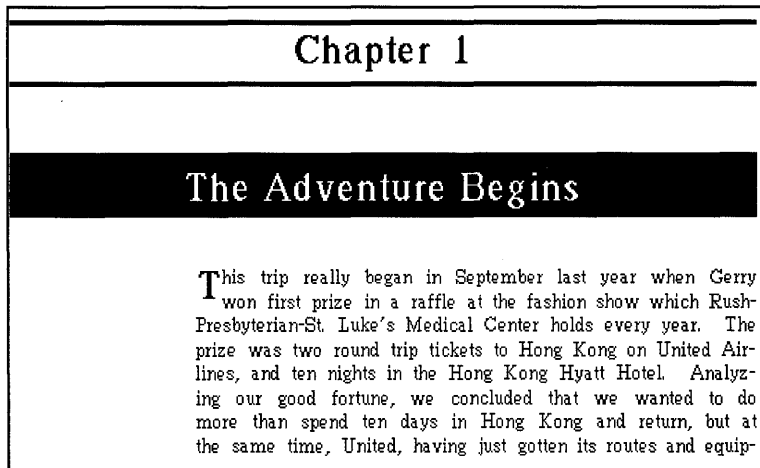 Chapter 1
The Adventure Begins
This trip really began in September last year when Gerry
won first prize in a raffle at the fashion show which Rush-
Presbyterian-St. Luke's Medical Center holds every year. The
prize was two round trip tickets to Hong Kong on United Air-
lines, and ten nights in the Hong Kong Hyatt Hotel. Analyz-
ing our good fortune, we concluded that we wanted to do
more than spend ten days in Hong Kong and return, but at
the same time, United, having just gotten its routes and equip-